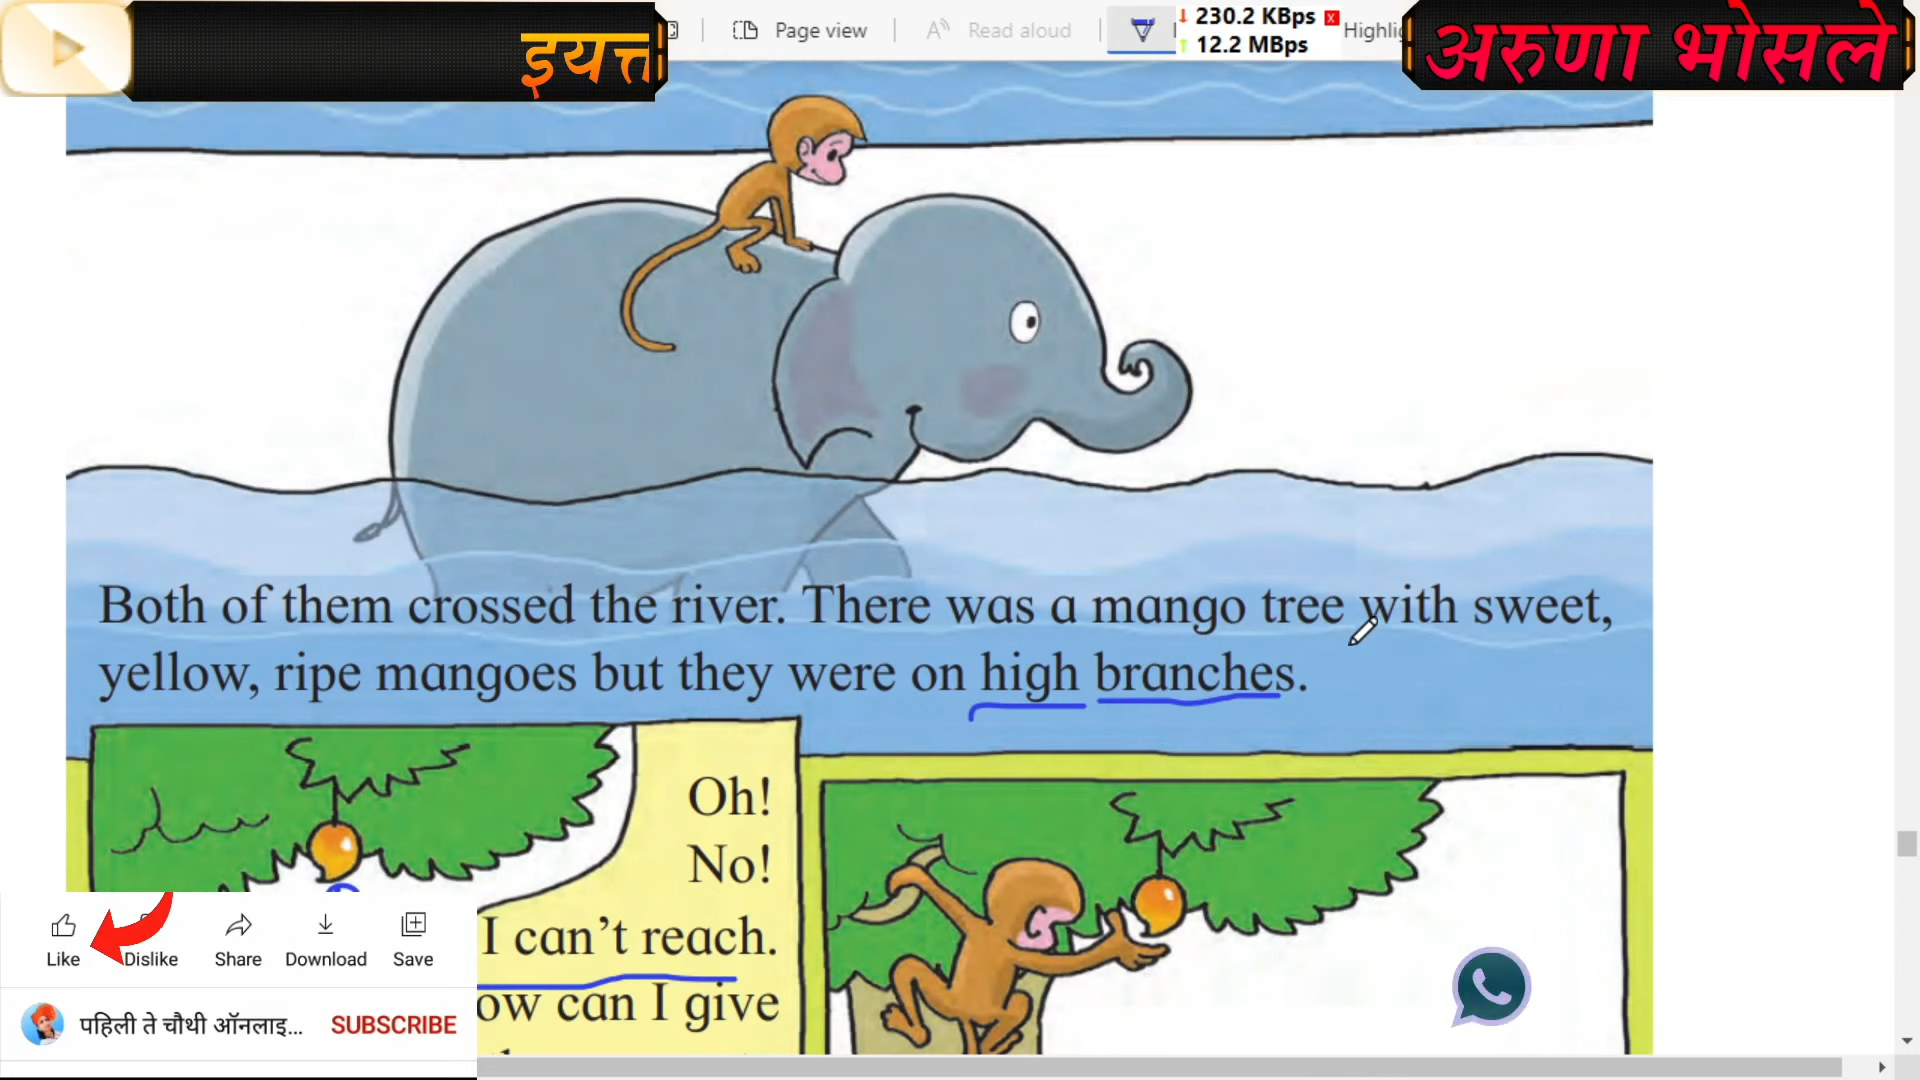 इयत्त
Page view
Read aloud
230.2 KBps
12.2 MBps
Highlig
अरुणा भोसले
Both of them crossed the river. There was a mango tree with sweet,
yellow, ripe mangoes but they were on high branches.
Oh!
No!
I can't reach.
ow can I give
Like
Dislike
Share
Download
Save
पहिली ते चौथी ऑनलाइ...
SUBSCRIBE